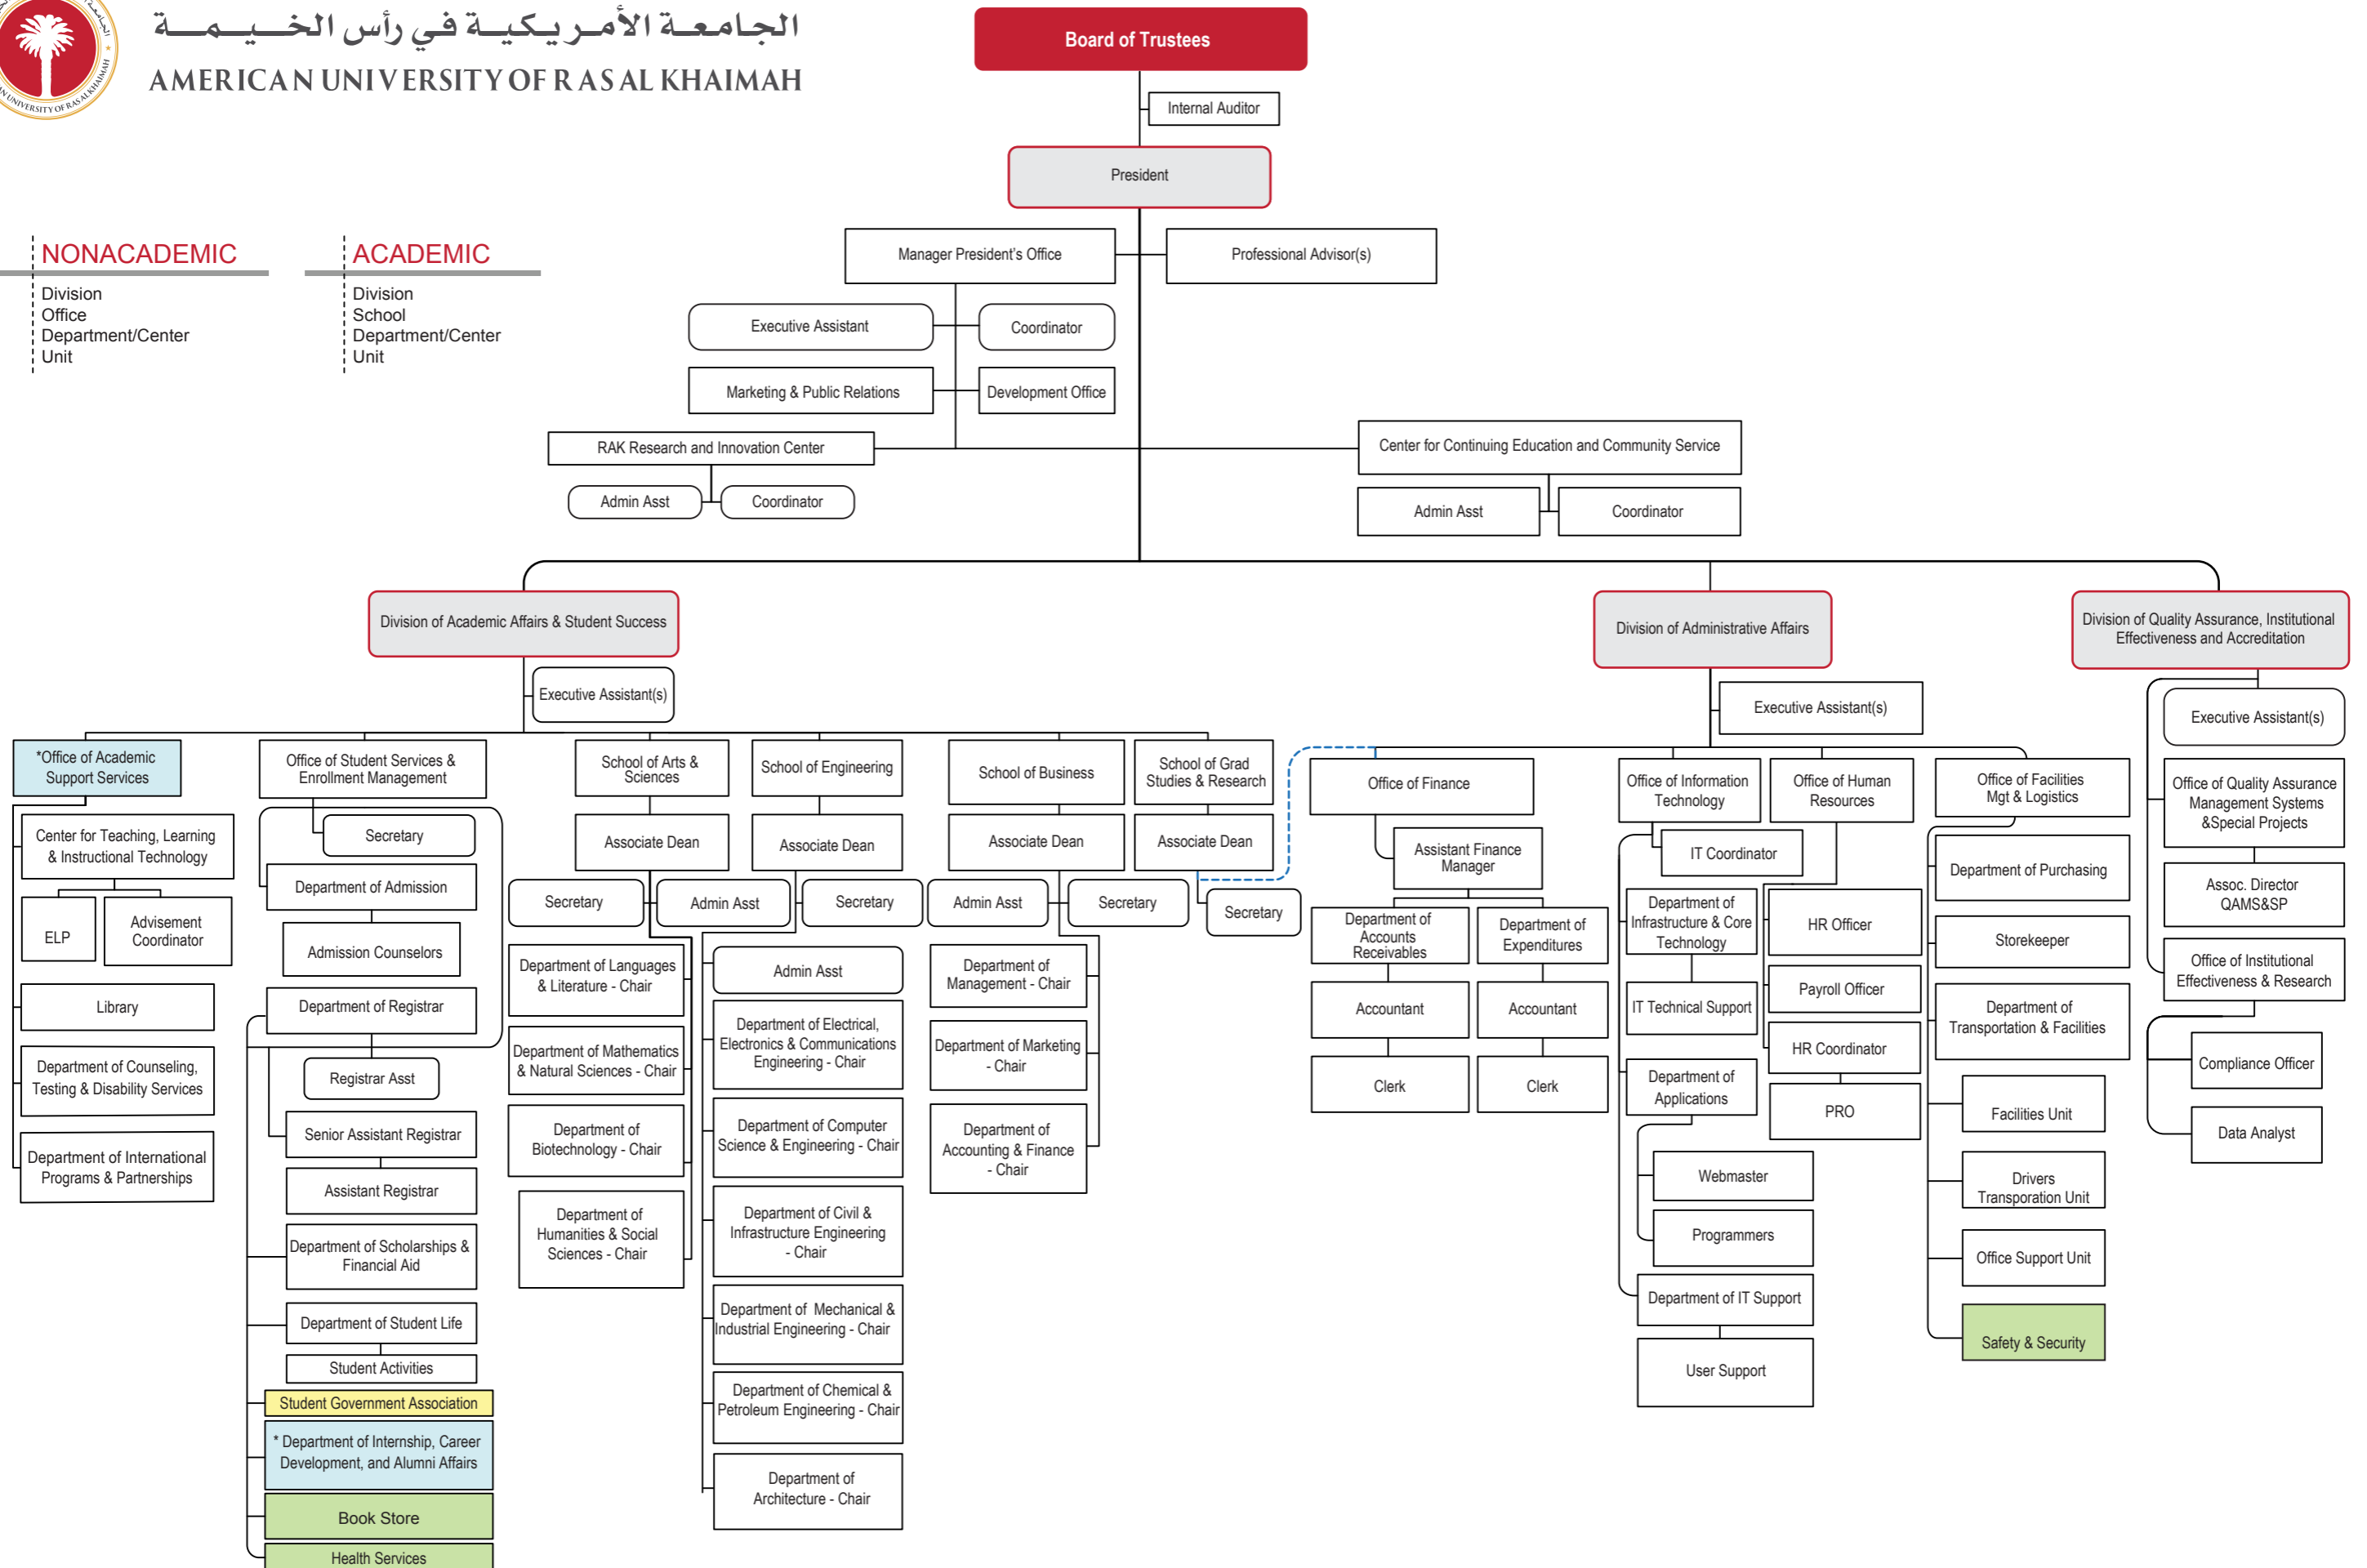 الجامعة الأمريكية في رأس الخيمة
AMERICAN UNIVERSITY OF RAS AL KHAIMAH
Board of Trustees
Internal Auditor
President
NONACADEMIC
Division
Office
Department/Center
Unit
ACADEMIC
Division
School
Department/Center
Unit
Manager President's Office
Professional Advisor(s)
Executive Assistant
Coordinator
Marketing & Public Relations
Development Office
RAK Research and Innovation Center
Center for Continuing Education and Community Service
Admin Asst
Coordinator
Admin Asst
Coordinator
Division of Academic Affairs & Student Success
Division of Administrative Affairs
Division of Quality Assurance, Institutional
Effectiveness and Accreditation
Executive Assistant(s)
Executive Assistant(s)
Executive Assistant(s)
*Office of Academic
Support Services
Center for Teaching, Learning
& Instructional Technology
ELP
Advisement
Coordinator
Library
Department of Counseling,
Testing & Disability Services
Department of International
Programs & Partnerships
Office of Student Services &
Enrollment Management
Secretary
Department of Admission
Admission Counselors
Department of Registrar
Registrar Asst
Senior Assistant Registrar
Assistant Registrar
Department of Scholarships &
Financial Aid
Department of Student Life
Student Activities
Student Government Association
* Department of Internship, Career
Development, and Alumni Affairs
Book Store
Health Services
School of Arts &
Sciences
Associate Dean
Secretary
Admin Asst
Department of Languages
& Literature - Chair
Department of Mathematics
& Natural Sciences - Chair
Department of
Biotechnology - Chair
Department of
Humanities & Social
Sciences - Chair
School of Engineering
Associate Dean
Secretary
Admin Asst
Department of Electrical,
Electronics & Communications
Engineering - Chair
Department of Computer
Science & Engineering - Chair
Department of Civil &
Infrastructure Engineering
- Chair
Department of Mechanical &
Industrial Engineering - Chair
Department of Chemical &
Petroleum Engineering - Chair
Department of
Architecture - Chair
School of Business
Associate Dean
Admin Asst
Secretary
Department of
Management - Chair
Department of Marketing
- Chair
Department of
Accounting & Finance
- Chair
School of Grad
Studies & Research
Associate Dean
Secretary
Office of Finance
Assistant Finance
Manager
Department of
Accounts
Receivables
Accountant
Clerk
Department of
Expenditures
Accountant
Clerk
Office of Information
Technology
IT Coordinator
Department of
Infrastructure & Core
Technology
IT Technical Support
Department of
Applications
Webmaster
Programmers
Department of IT Support
User Support
Office of Human
Resources
HR Officer
Payroll Officer
HR Coordinator
PRO
Office of Facilities
Mgt & Logistics
Department of Purchasing
Storekeeper
Department of
Transportation & Facilities
Facilities Unit
Drivers
Transporation Unit
Office Support Unit
Safety & Security
Office of Quality Assurance
Management Systems
&Special Projects
Assoc. Director
QAMS&SP
Office of Institutional
Effectiveness & Research
Compliance Officer
Data Analyst